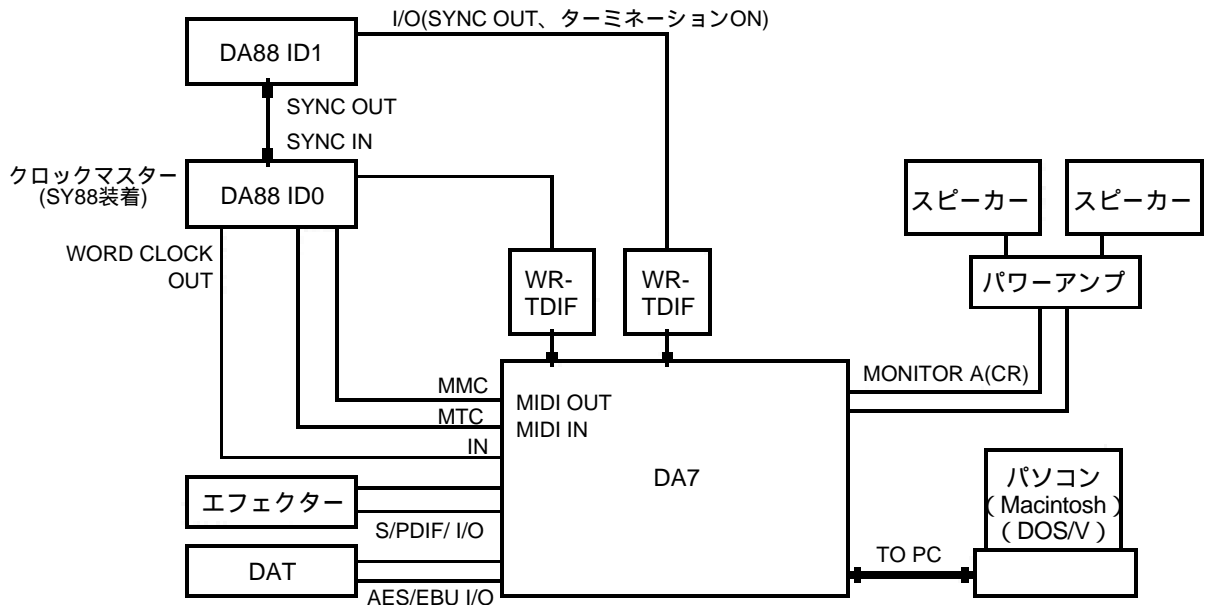 I/O(SYNC OUT、ターミネーションON)
DA88 ID1
SYNC OUT
SYNC IN
クロックマスター
(SY88装着)
DA88 ID0
スピーカー
スピーカー
WORD CLOCK
OUT
WR-
TDIF
WR-
TDIF
パワーアンプ
MONITOR A(CR)
MMC
MTC
IN
MIDI OUT
MIDI IN
DA7
エフェクター
S/PDIF/ I/O
DAT
AES/EBU I/O
パソコン
( Macintosh )
( DOS/V )
TO PC